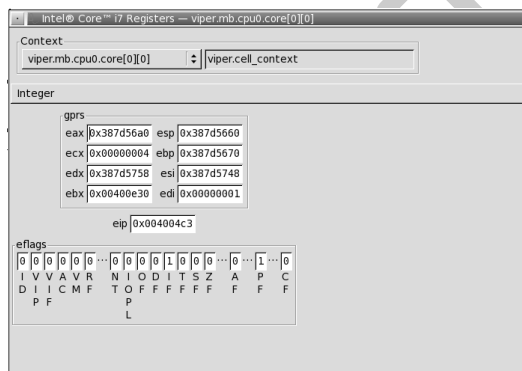 Intel® Core™ i7 Registers — viper.mb.cpu0.core[0][0]
Context
viper.mb.cpu0.core[0][0] viper.cell_context
Integer
gprs
eax 0x387d56a0 esp 0x387d5660
ecx 0x00000004 ebp 0x387d5670
edx 0x387d5758 esi 0x387d5748
ebx 0x00400e30 edi 0x00000001
eip 0x004004c3
eflags
0 0 0 0 0 0 ··· 0 0 0 0 1 0 0 0 ··· 0 ··· 1 ··· 0
I V V A V R N I O D I T S Z A P C
D I I C M F T O F F F F F F F F F
P F P
L